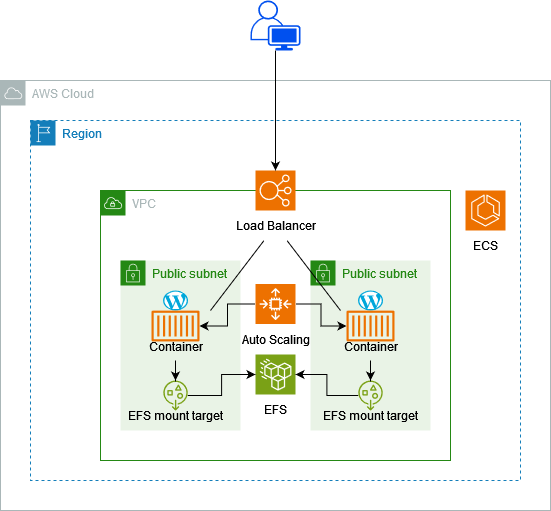 AWS Cloud
Region
VPC
Load Balancer
ECS
Public subnet
Public subnet
Container
Auto Scaling
Container
EFS mount target
EFS
EFS mount target